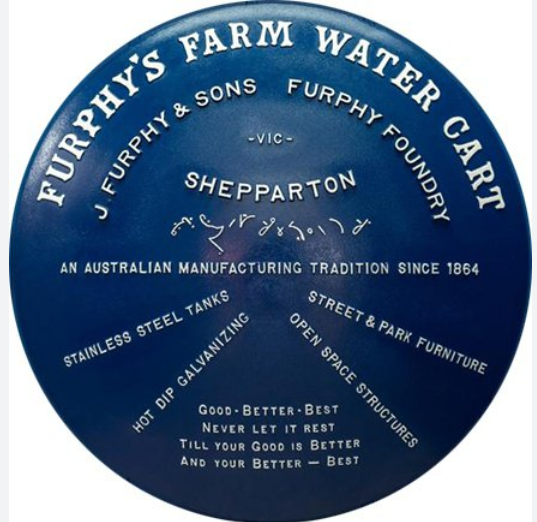 FURPHY'S FARM WATER CART
J. FURPHY & SONS FURPHY FOUNDRY
-VIC-
SHEPPARTON
AN AUSTRALIAN MANUFACTURING TRADITION SINCE 1864
STAINLESS STEEL TANKS
HOT DIP GALVANIZING
OPEN SPACE STRUCTURES
STREET & PARK FURNITURE
GOOD-BETTER-BEST
NEVER LET IT REST
TILL YOUR GOOD IS BETTER
AND YOUR BETTER — BEST